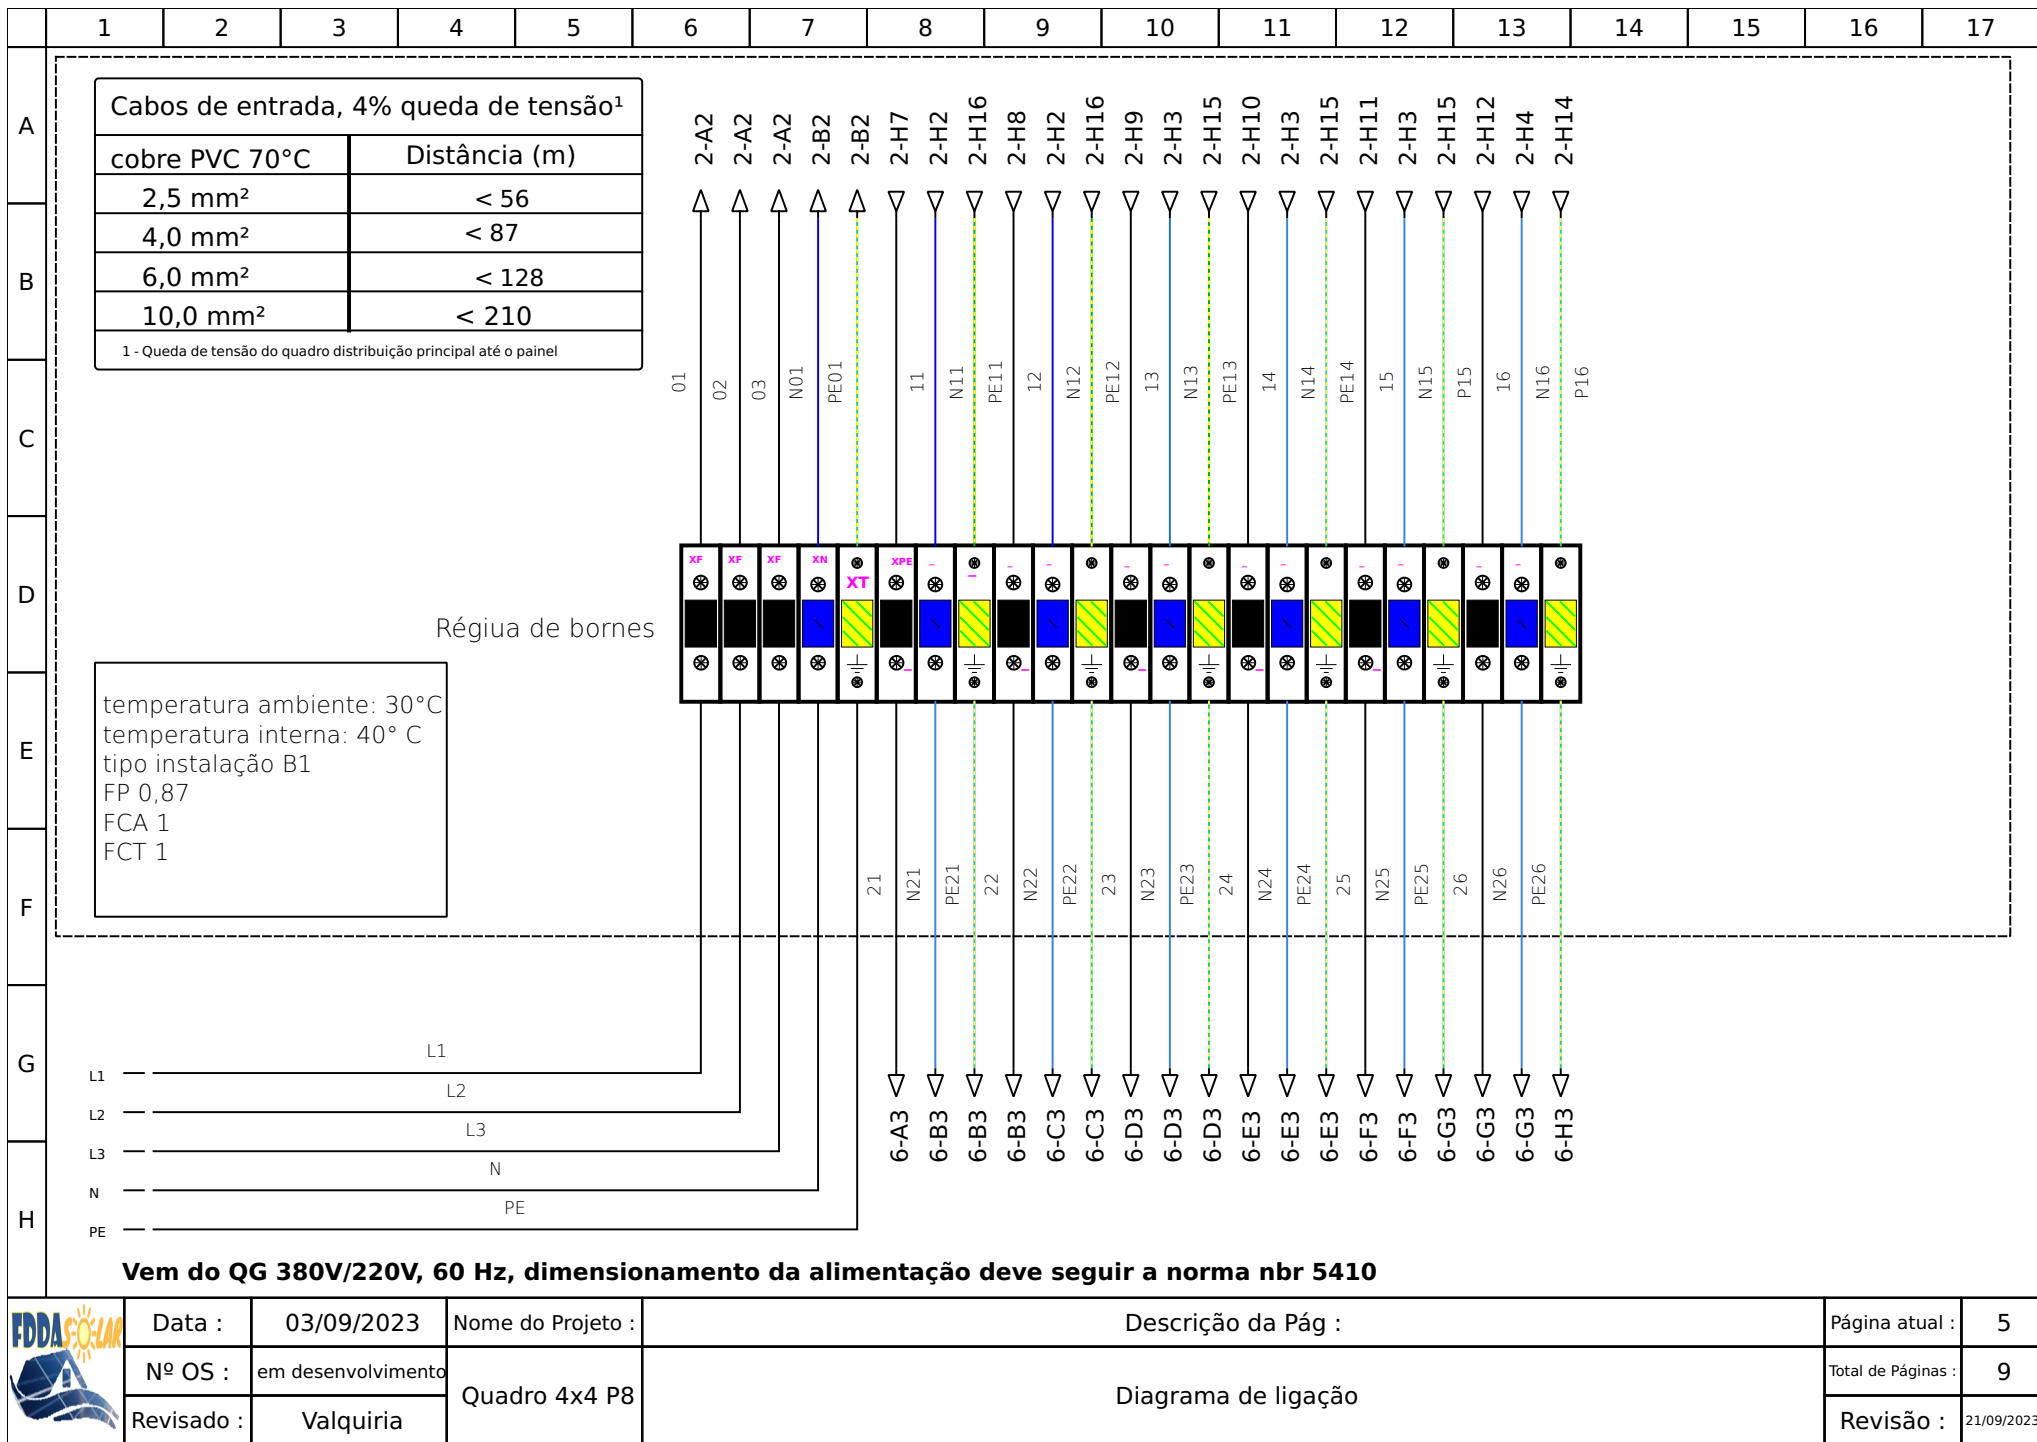 1 2 3 4 5 6 7 8 9 10 11 12 13 14 15 16 17
A
B
C
D
E
F
G
H
Cabos de entrada, 4% queda de tensão¹
cobre PVC 70°C Distância (m)
2,5 mm² < 56
4,0 mm² < 87
6,0 mm² < 128
10,0 mm² < 210
1 - Queda de tensão do quadro distribuição principal até o painel
2-A2 2-A2 2-A2 2-B2 2-B2 2-H7 2-H2 2-H16 2-H8 2-H2 2-H16 2-H9 2-H3 2-H15 2-H10 2-H3 2-H15 2-H11 2-H3 2-H15 2-H12 2-H4 2-H14
01 02 03 N01 PE01 11 N11 PE11 12 N12 PE12 13 N13 PE13 14 N14 PE14 15 N15 P15 16 N16 P16
XF XF XF XN XT XPE
Régiua de bornes
temperatura ambiente: 30°C
temperatura interna: 40° C
tipo instalação B1
FP 0,87
FCA 1
FCT 1
21 N21 PE21 22 N22 PE22 23 N23 PE23 24 N24 PE24 25 N25 PE25 26 N26 PE26
L1 L1
L2 L2
L3 L3
N N
PE PE
6-A3 6-B3 6-B3 6-B3 6-C3 6-C3 6-D3 6-D3 6-D3 6-E3 6-E3 6-E3 6-F3 6-F3 6-G3 6-G3 6-G3 6-H3
Vem do QG 380V/220V, 60 Hz, dimensionamento da alimentação deve seguir a norma nbr 5410
FDDA SOLAR
Data : 03/09/2023 Nome do Projeto : Descrição da Pág : Página atual : 5
Nº OS : em desenvolvimento Quadro 4x4 P8 Diagrama de ligação Total de Páginas : 9
Revisado : Valquiria Revisão : 21/09/2023